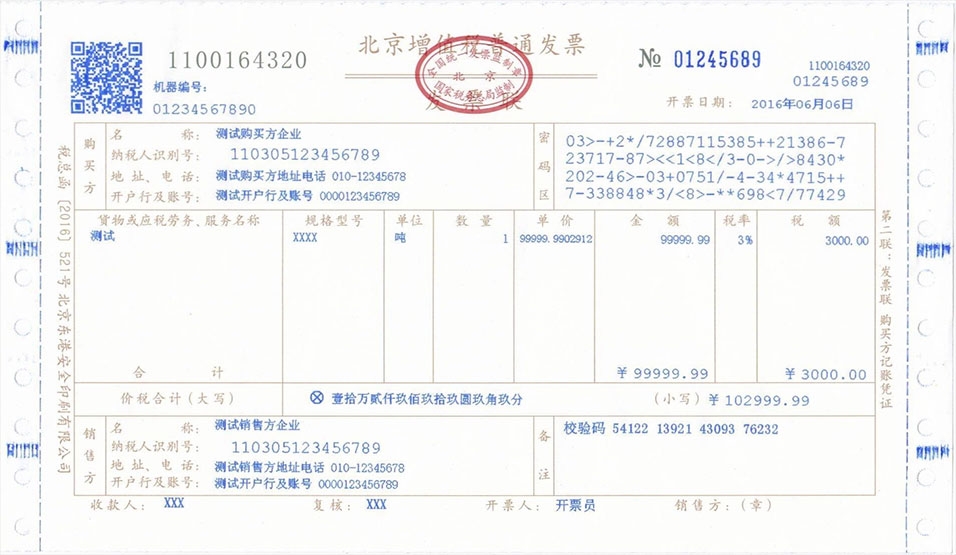 1100164320
北京增值税普通发票
发票联
全国统一发票监制章
北京
国家税务总局监制
№ 01245689
1100164320
01245689
机器编号：
01234567890
开票日期： 2016年06月06日
购买方
名 称： 测试购买方企业
纳税人识别号： 110305123456789
地 址、电 话： 测试购买方地址电话 010-12345678
开户行及账号： 测试开户行及账号 0000123456789
密码区
03>-+2*/72887115385++21386-7
23717-87><<1<8</3-0->/>8430*
202-46>-03+0751/-4-34*4715++
7-338848*3/<8>-**698<7/77429
货物或应税劳务、服务名称 规格型号 单位 数量 单价 金额 税率 税额
测试 XXXX 吨 1 99999.9902912 99999.99 3% 3000.00
合 计 ￥99999.99 ￥3000.00
价税合计（大写） ⊗ 壹拾万贰仟玖佰玖拾玖圆玖角玖分 （小写）￥102999.99
销售方
名 称： 测试销售方企业
纳税人识别号： 110305123456789
地 址、电 话： 测试销售方地址电话 010-12345678
开户行及账号： 测试开户行及账号 0000123456789
备注
校验码 54122 13921 43093 76232
收款人： XXX 复核： XXX 开票人： 开票员 销售方：（章）
税总函［2016］521号北京东港安全印刷有限公司
第二联：发票联 购买方记账凭证